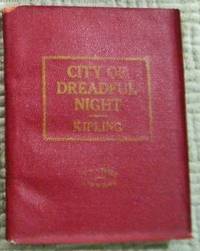 CITY OF
DREADFUL
NIGHT
KIPLING